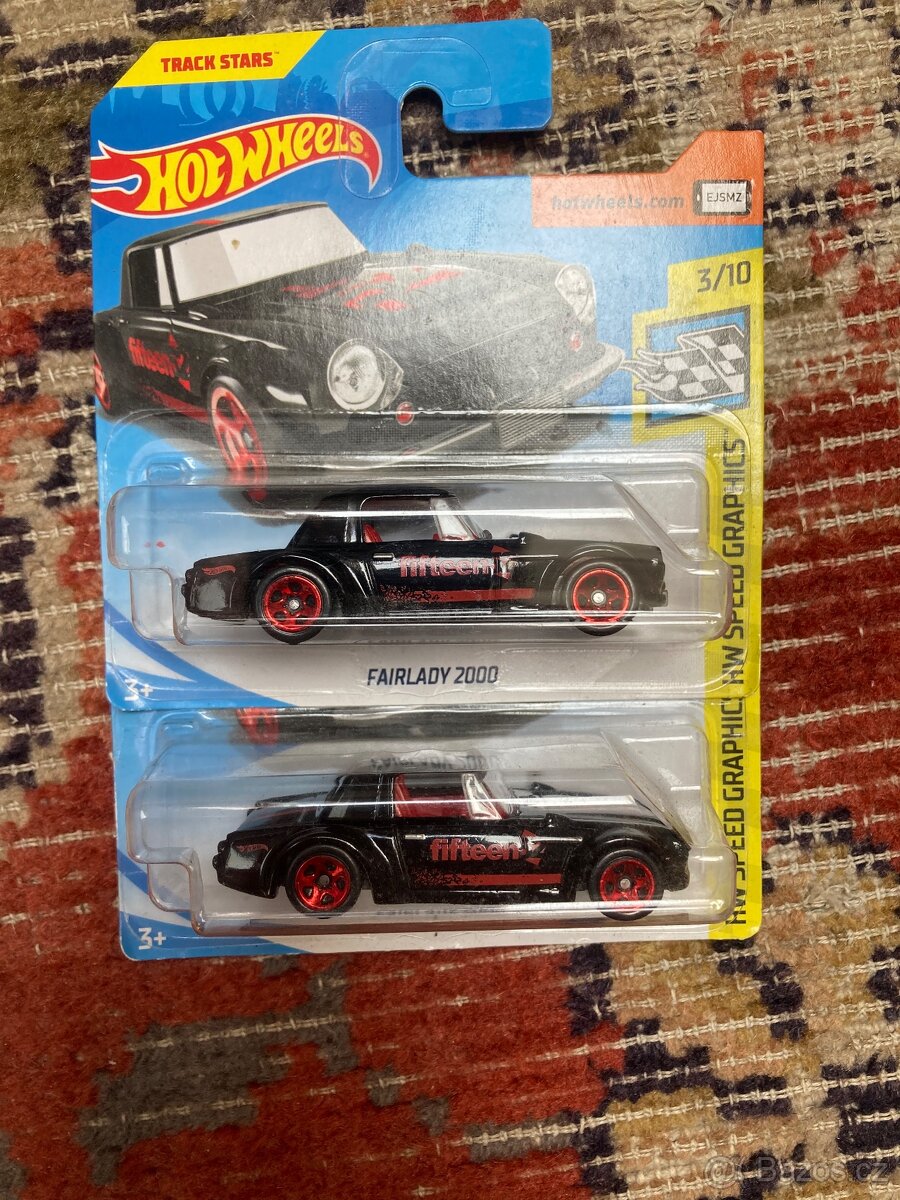 TRACK STARS™
HOT WHEELS
hotwheels.com
EJSMZ
3/10
fifteen
fifteen
HW SPEED GRAPHICS
FAIRLADY 2000
3+
HW SPEED GRAPHICS
fifteen
3+
@ Bazos.cz